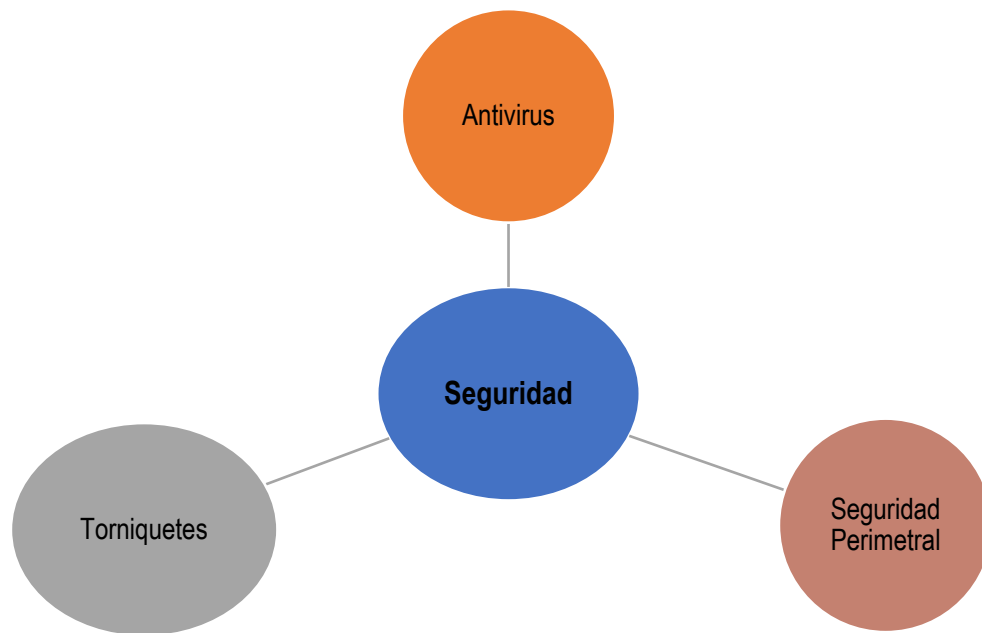 Antivirus
Seguridad
Torniquetes
Seguridad
Perimetral